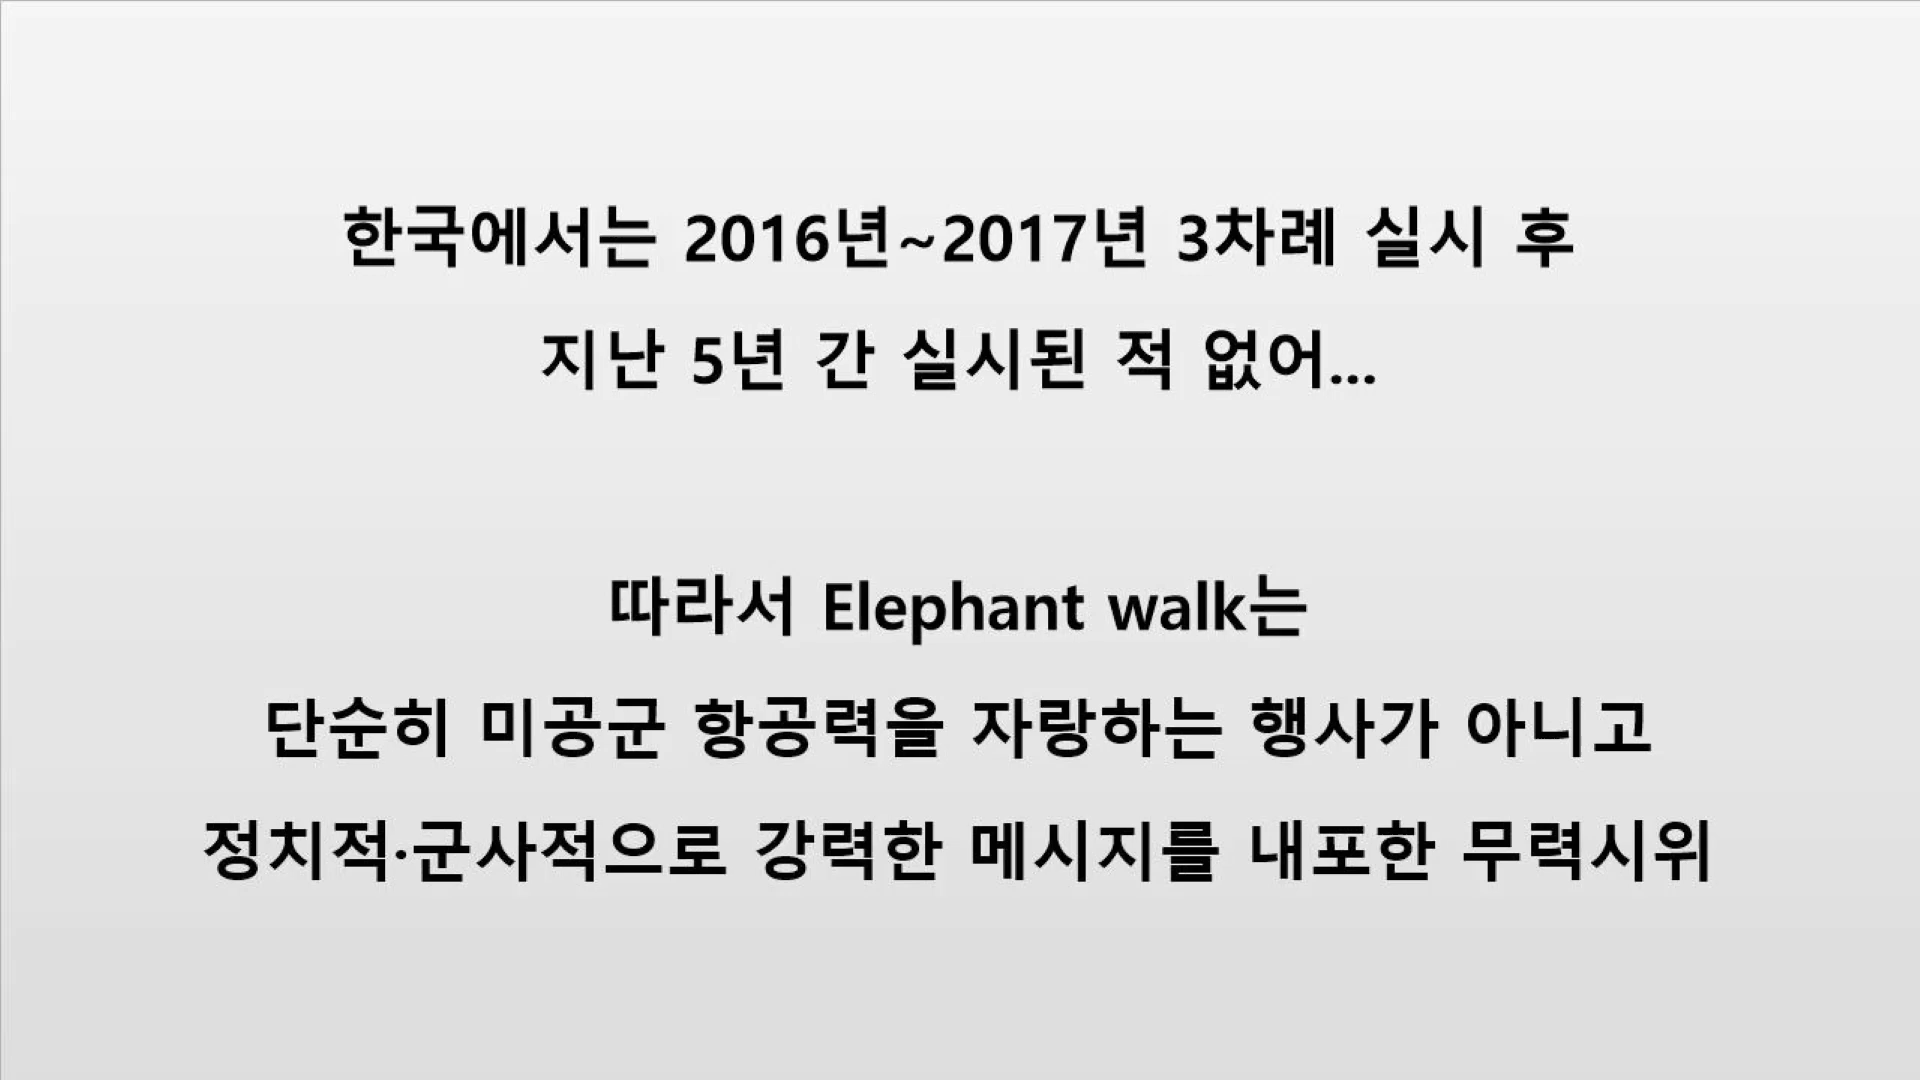 한국에서는 2016년~2017년 3차례 실시 후
지난 5년 간 실시된 적 없어...
따라서 Elephant walk는
단순히 미공군 항공력을 자랑하는 행사가 아니고
정치적·군사적으로 강력한 메시지를 내포한 무력시위